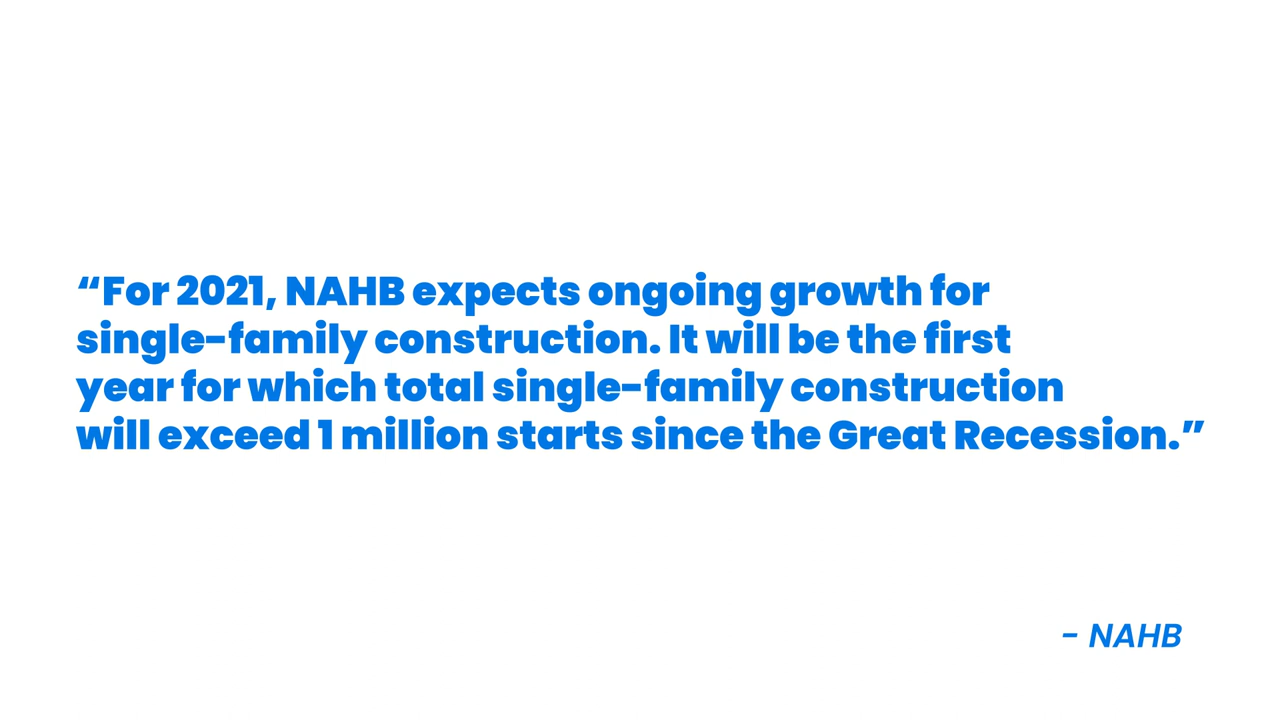 “For 2021, NAHB expects ongoing growth for
single-family construction. It will be the first
year for which total single-family construction
will exceed 1 million starts since the Great Recession.”
- NAHB